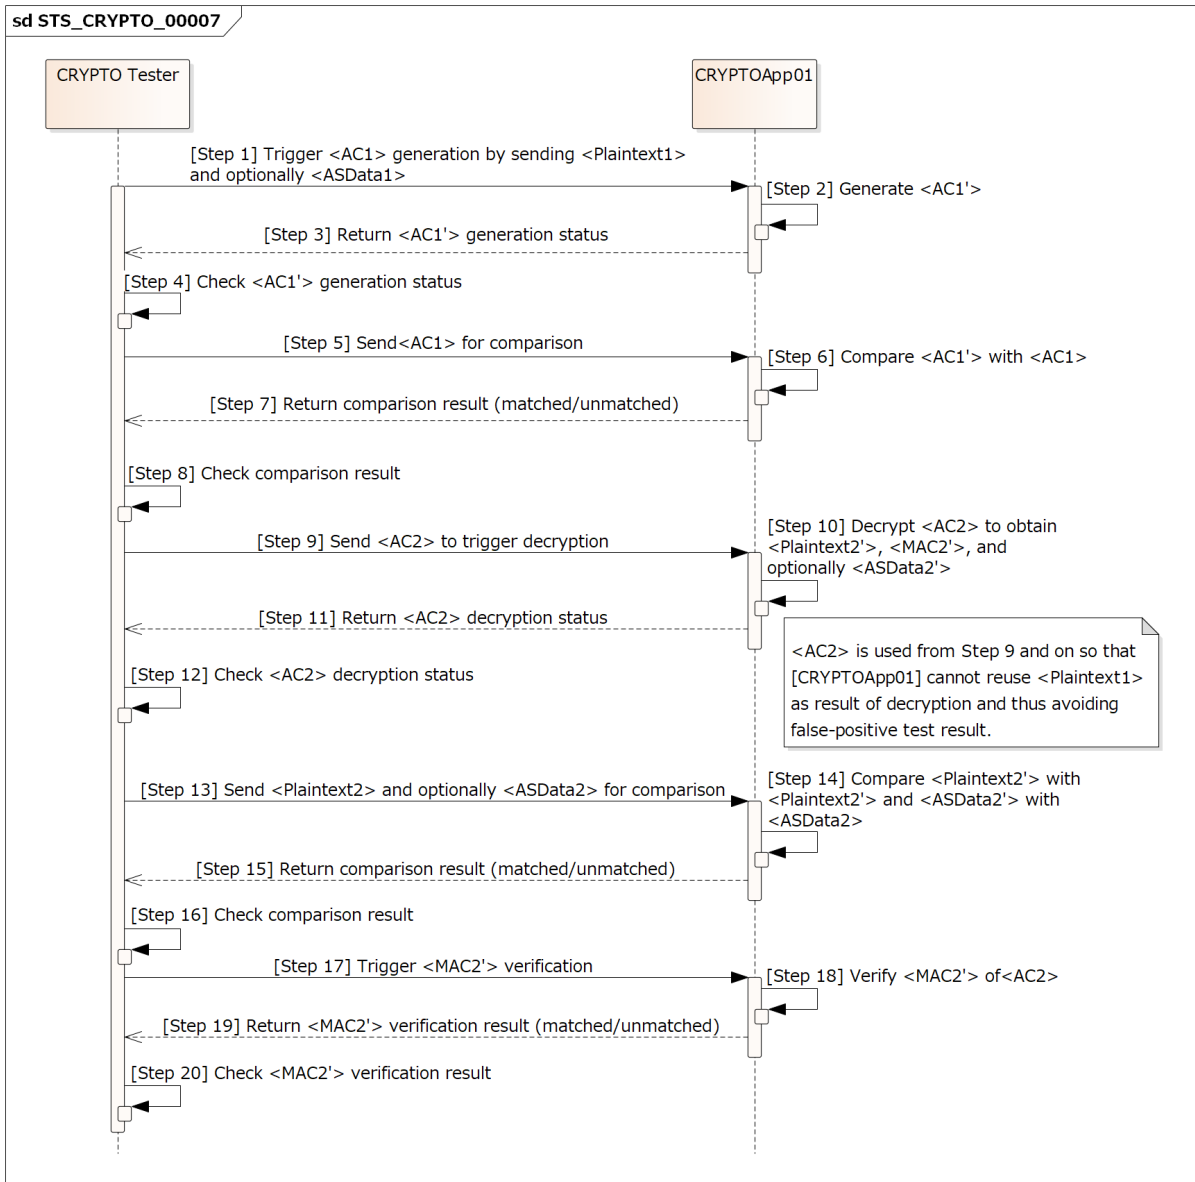 sd STS_CRYPTO_00007
CRYPTO Tester
CRYPTOApp01
[Step 1] Trigger <AC1> generation by sending <Plaintext1>
and optionally <ASData1>
[Step 2] Generate <AC1'>
[Step 3] Return <AC1'> generation status
[Step 4] Check <AC1'> generation status
[Step 5] Send<AC1> for comparison
[Step 6] Compare <AC1'> with <AC1>
[Step 7] Return comparison result (matched/unmatched)
[Step 8] Check comparison result
[Step 9] Send <AC2> to trigger decryption
[Step 10] Decrypt <AC2> to obtain
<Plaintext2'>, <MAC2'>, and
optionally <ASData2'>
[Step 11] Return <AC2> decryption status
<AC2> is used from Step 9 and on so that
[CRYPTOApp01] cannot reuse <Plaintext1>
as result of decryption and thus avoiding
false-positive test result.
[Step 12] Check <AC2> decryption status
[Step 13] Send <Plaintext2> and optionally <ASData2> for comparison
[Step 14] Compare <Plaintext2'> with
<Plaintext2'> and <ASData2'> with
<ASData2>
[Step 15] Return comparison result (matched/unmatched)
[Step 16] Check comparison result
[Step 17] Trigger <MAC2'> verification
[Step 18] Verify <MAC2'> of<AC2>
[Step 19] Return <MAC2'> verification result (matched/unmatched)
[Step 20] Check <MAC2'> verification result